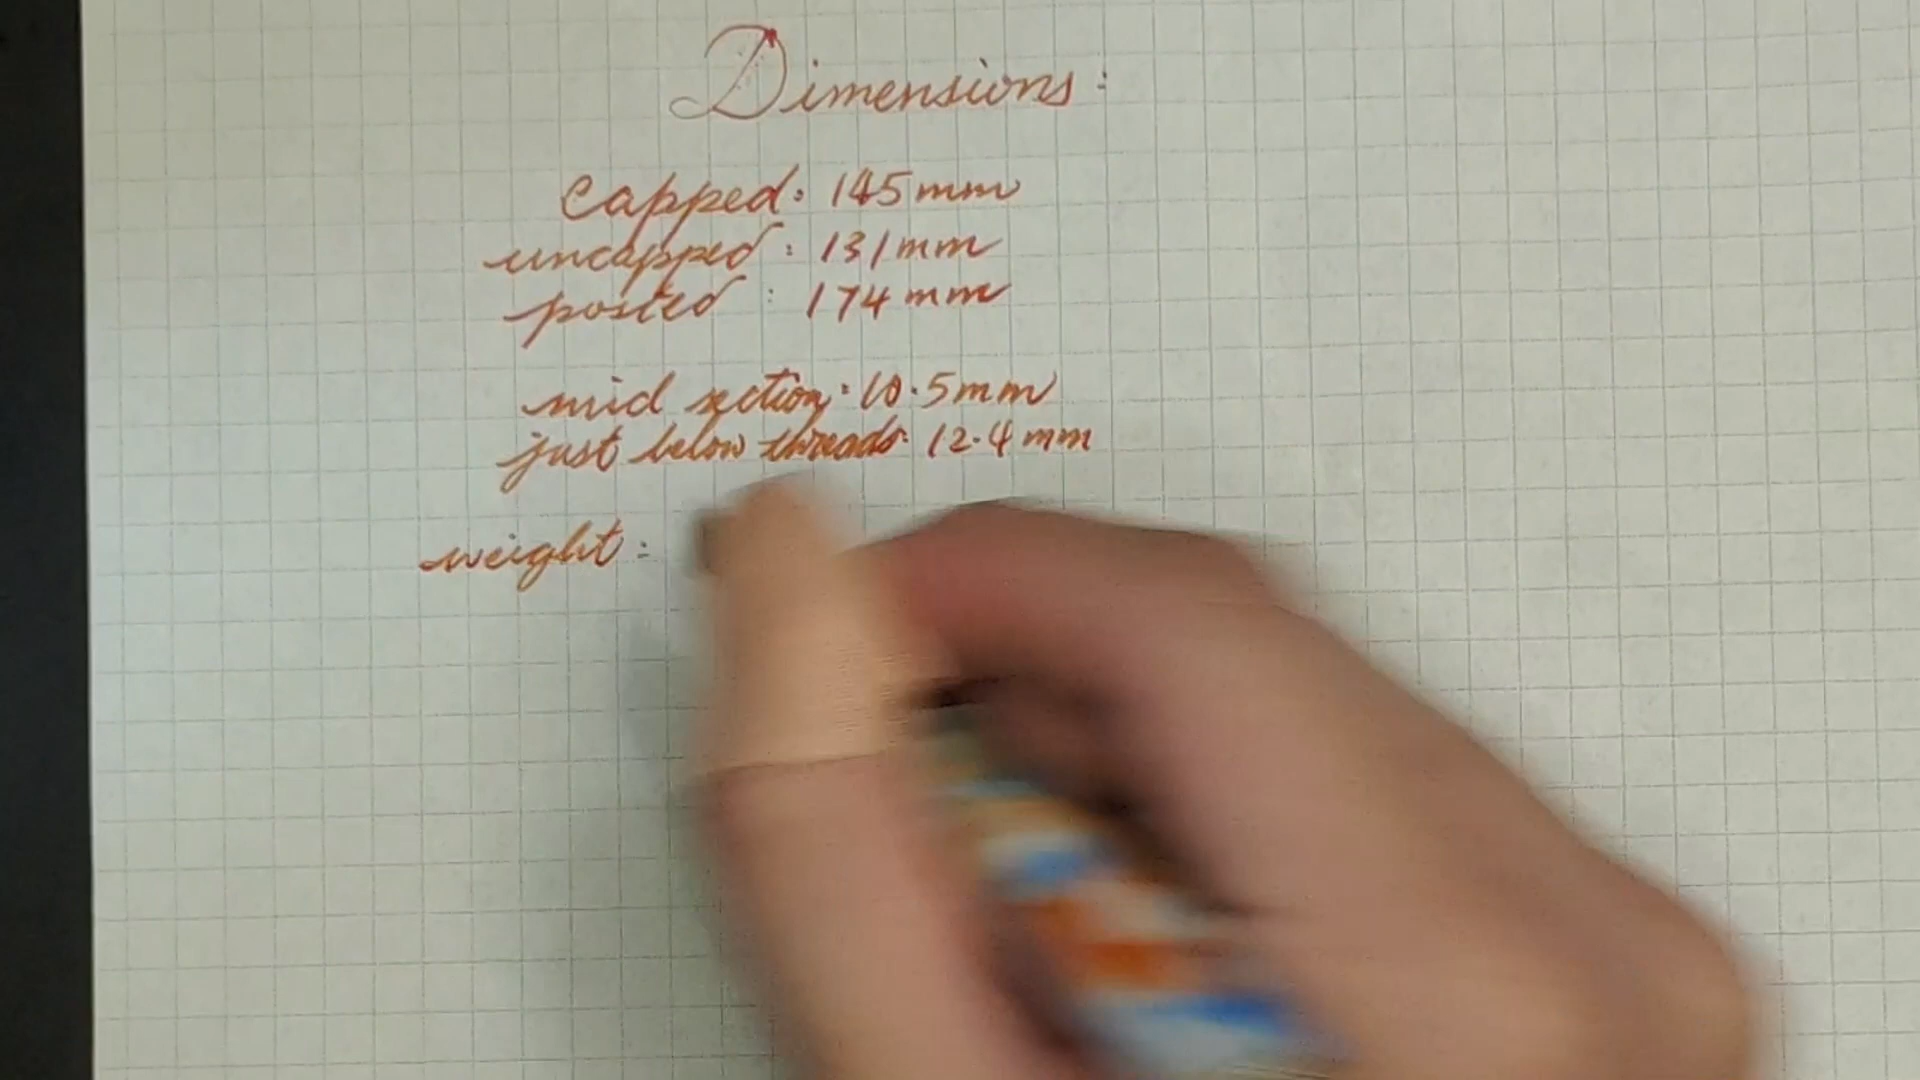 Dimensions:
capped: 145mm
uncapped: 131mm
posted: 174mm
mid section: 10.5mm
just below threads: 12.4mm
weight: